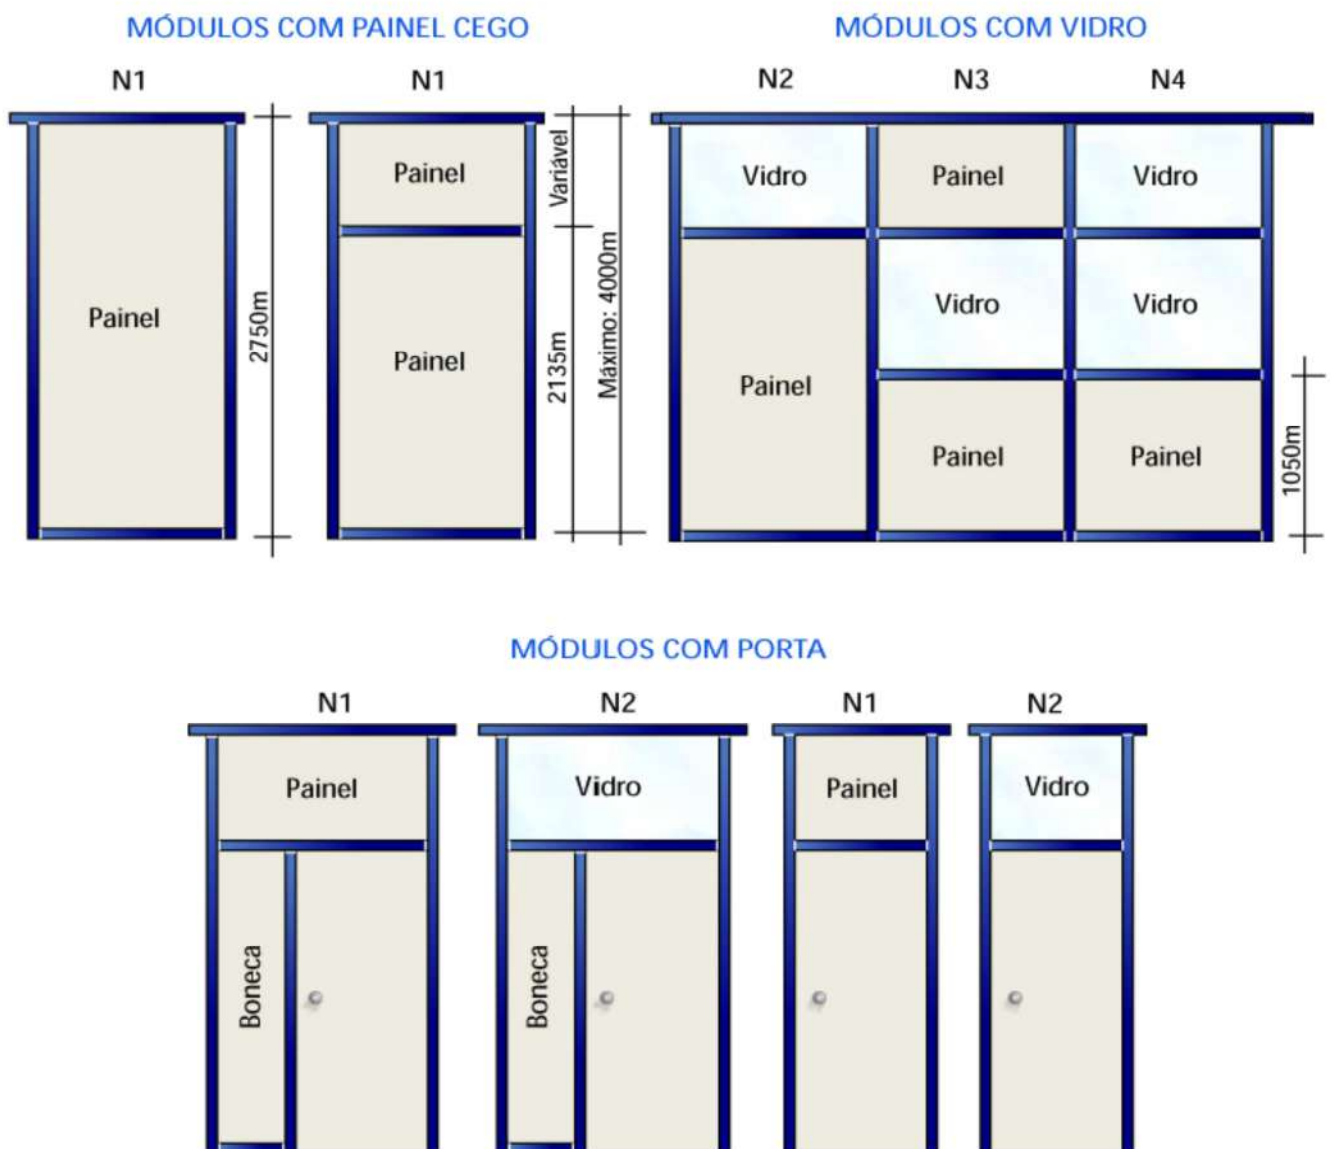 MÓDULOS COM PAINEL CEGO
N1
N1
Painel
2750m
Painel
Painel
Variável
2135m
Máximo: 4000m
MÓDULOS COM VIDRO
N2
N3
N4
Vidro
Painel
Vidro
Vidro
Vidro
Painel
Painel
Painel
1050m
MÓDULOS COM PORTA
N1
N2
N1
N2
Painel
Vidro
Painel
Vidro
Boneca
Boneca